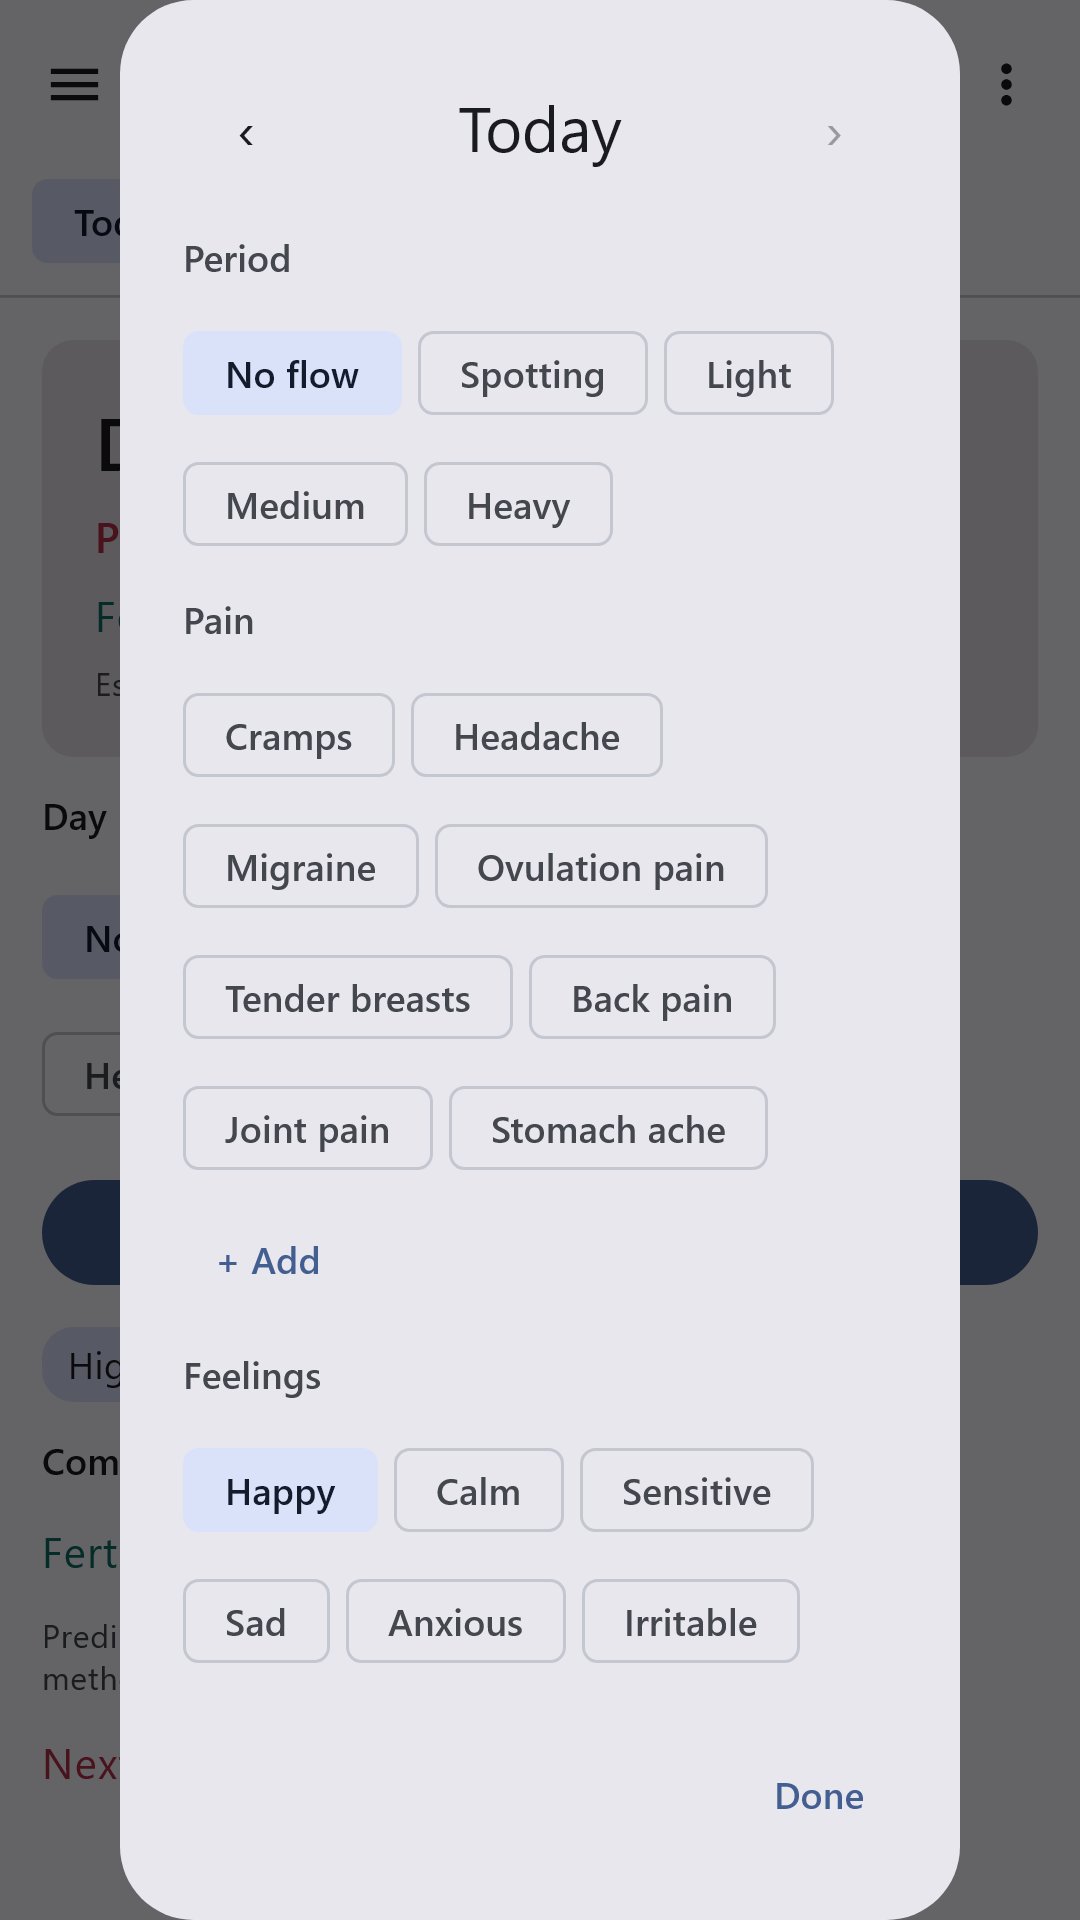 ‹ Today ›
Period
No flow Spotting Light
Medium Heavy
Pain
Cramps Headache
Migraine Ovulation pain
Tender breasts Back pain
Joint pain Stomach ache
+ Add
Feelings
Happy Calm Sensitive
Sad Anxious Irritable
Done
Day